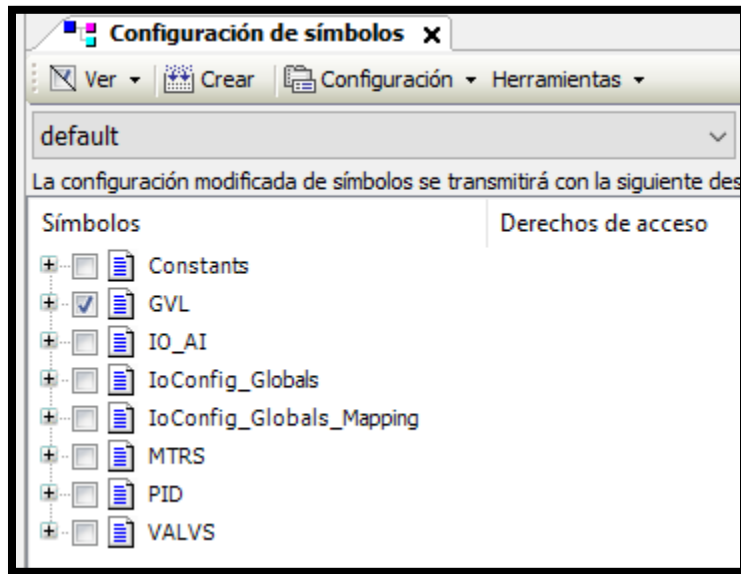 Configuración de símbolos x
Ver Crear Configuración Herramientas
default
La configuración modificada de símbolos se transmitirá con la siguiente des
Símbolos Derechos de acceso
Constants
GVL
IO_AI
IoConfig_Globals
IoConfig_Globals_Mapping
MTRS
PID
VALVS